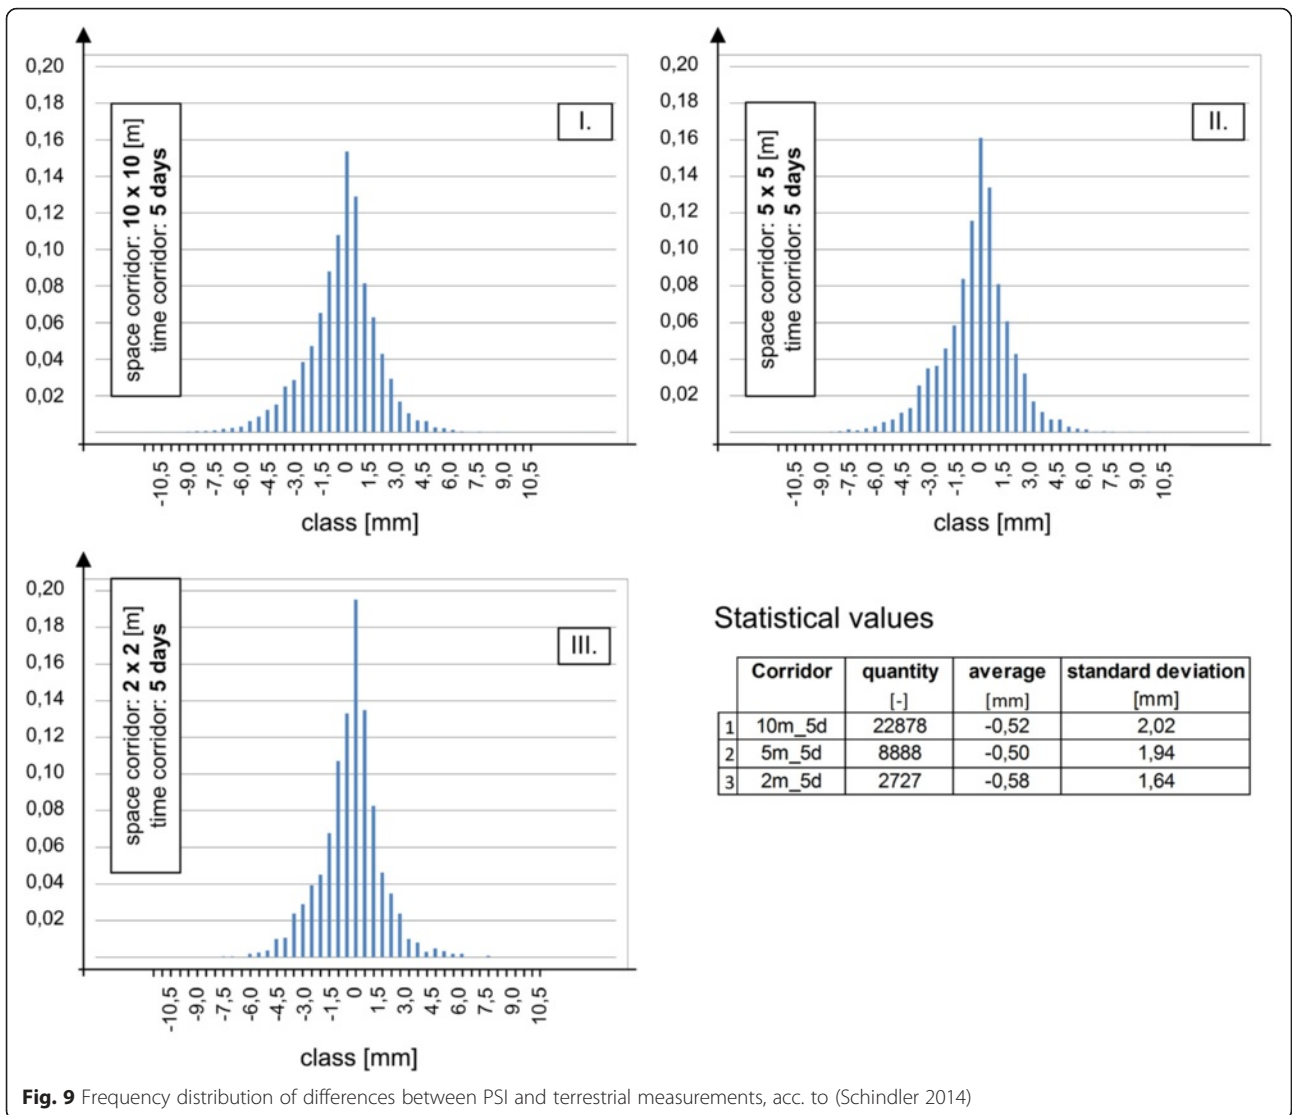 0,20
0,18
0,16
0,14
0,12
0,10
0,08
0,06
0,04
0,02
space corridor: 10 x 10 [m]
time corridor: 5 days
I.
-10,5 -9,0 -7,5 -6,0 -4,5 -3,0 -1,5 0 1,5 3,0 4,5 6,0 7,5 9,0 10,5
class [mm]
0,20
0,18
0,16
0,14
0,12
0,10
0,08
0,06
0,04
0,02
space corridor: 5 x 5 [m]
time corridor: 5 days
II.
-10,5 -9,0 -7,5 -6,0 -4,5 -3,0 -1,5 0 1,5 3,0 4,5 6,0 7,5 9,0 10,5
class [mm]
0,20
0,18
0,16
0,14
0,12
0,10
0,08
0,06
0,04
0,02
space corridor: 2 x 2 [m]
time corridor: 5 days
III.
-10,5 -9,0 -7,5 -6,0 -4,5 -3,0 -1,5 0 1,5 3,0 4,5 6,0 7,5 9,0 10,5
class [mm]
Statistical values
Corridor quantity average standard deviation
[-] [mm] [mm]
1 10m_5d 22878 -0,52 2,02
2 5m_5d 8888 -0,50 1,94
3 2m_5d 2727 -0,58 1,64
Fig. 9 Frequency distribution of differences between PSI and terrestrial measurements, acc. to (Schindler 2014)